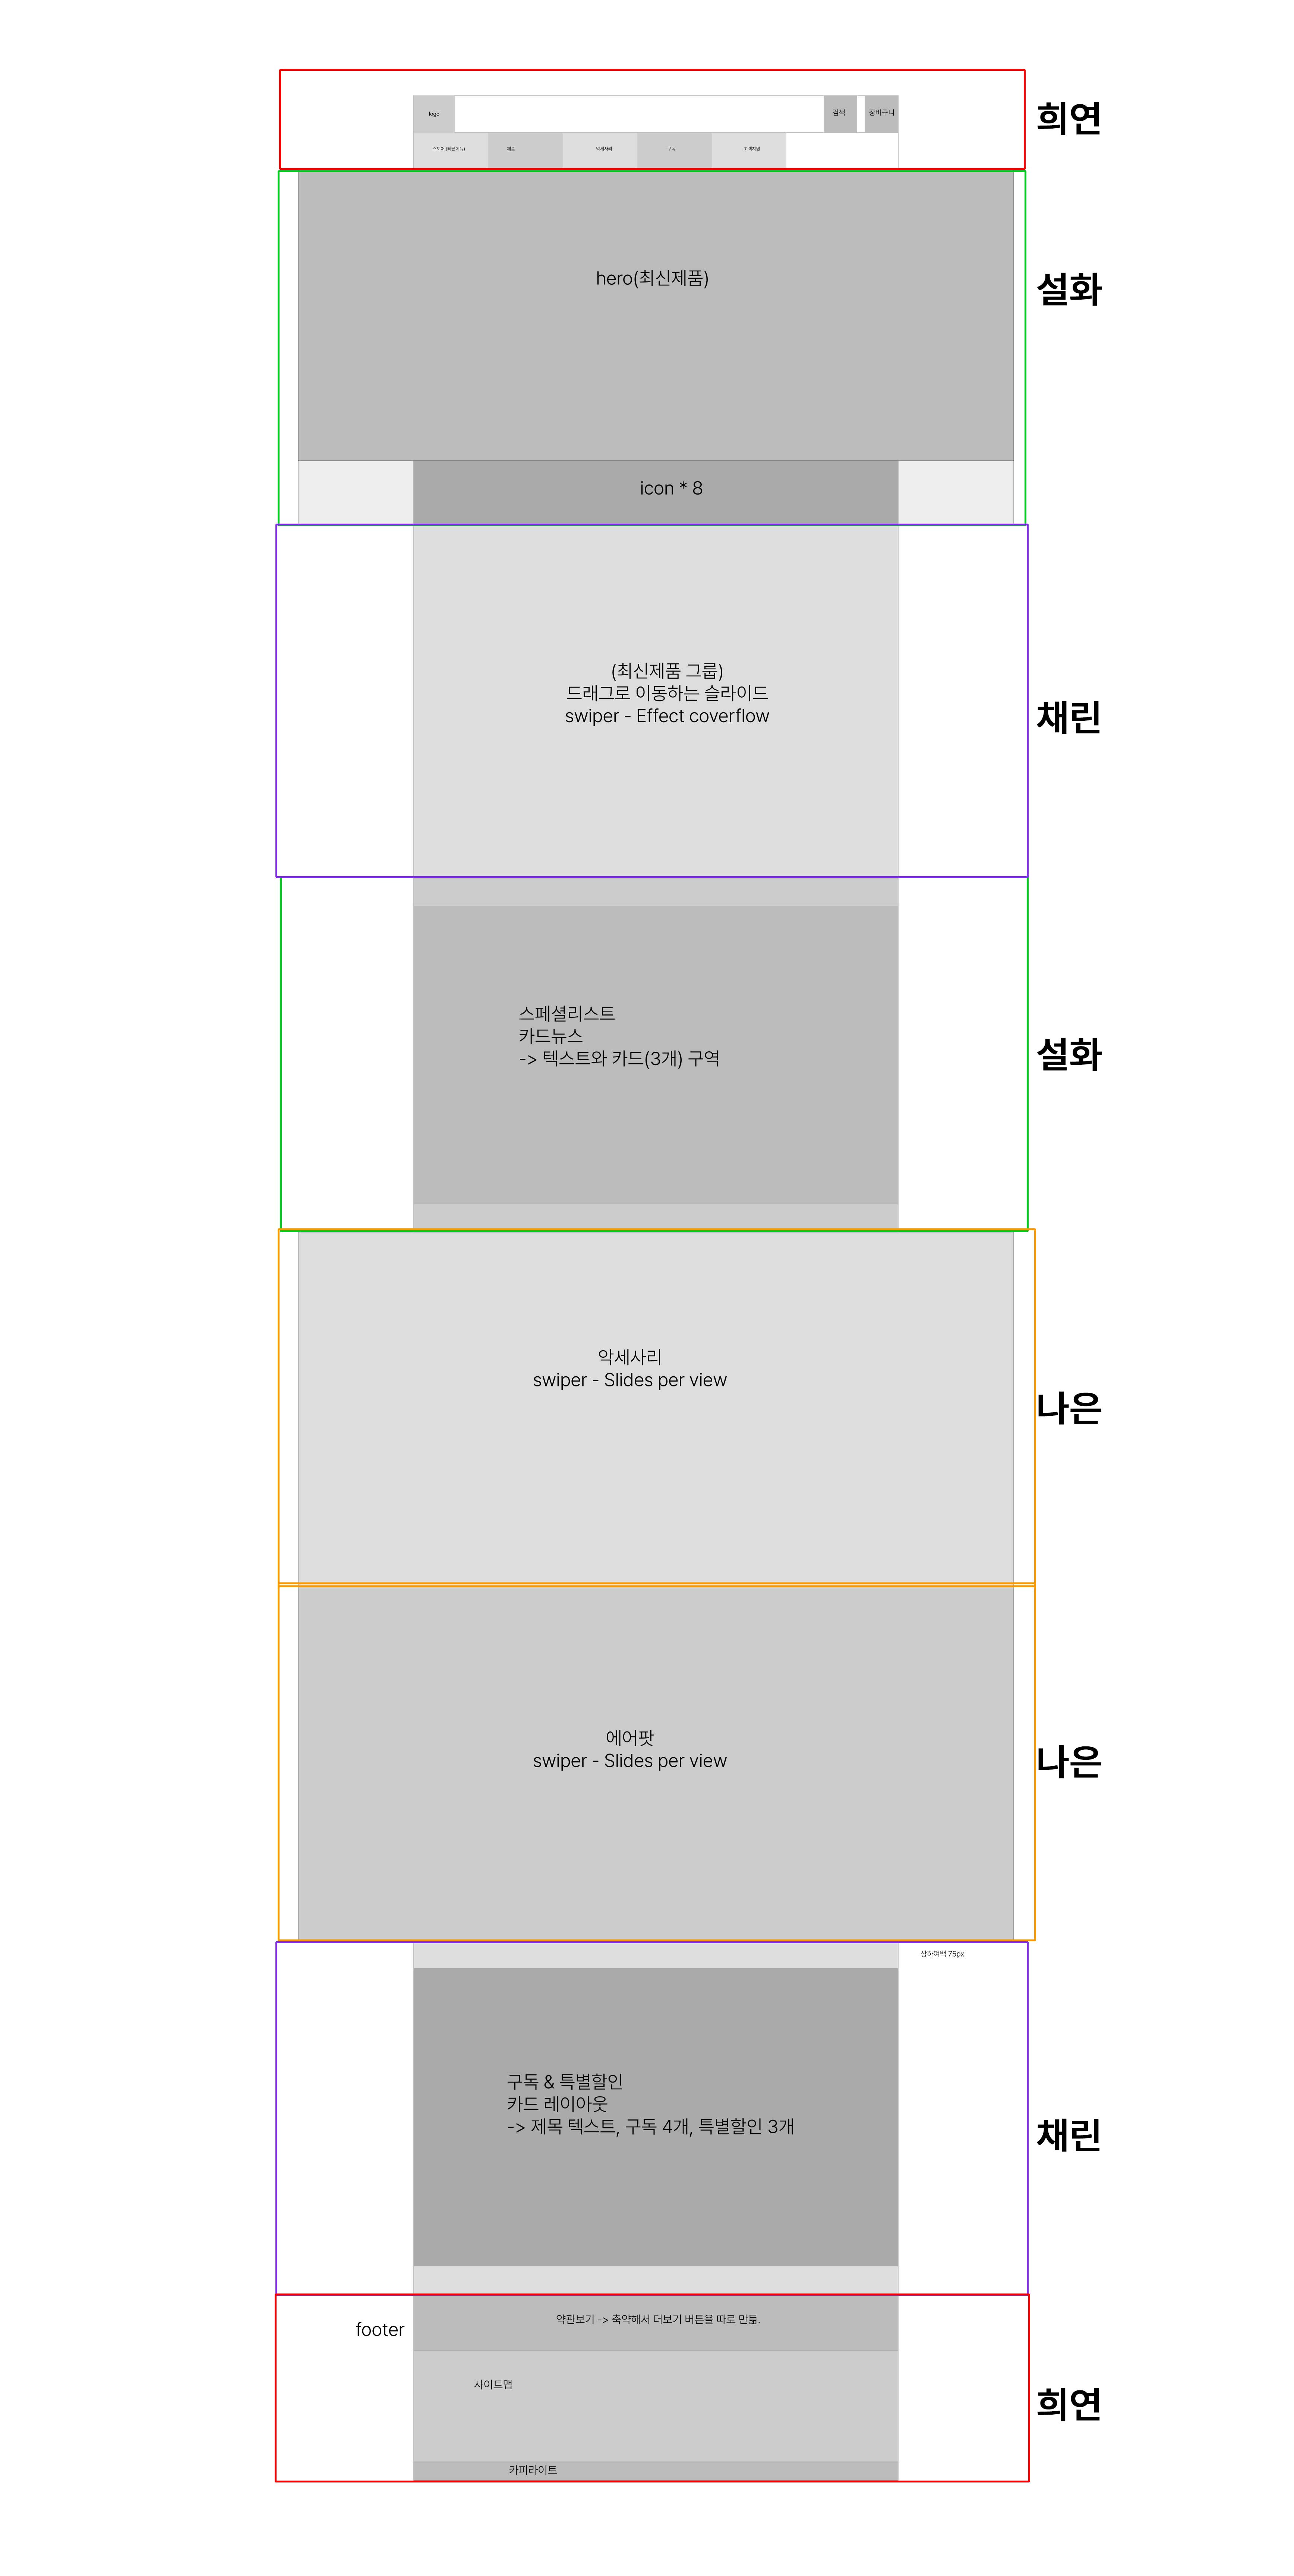 logo
검색
장바구니
희연
스토어 (빠른메뉴)
제품
악세사리
구독
고객지원
hero(최신제품)
설화
icon * 8
(최신제품 그룹)
드래그로 이동하는 슬라이드
swiper - Effect coverflow
채린
스페셜리스트
카드뉴스
-> 텍스트와 카드(3개) 구역
설화
악세사리
swiper - Slides per view
나은
에어팟
swiper - Slides per view
나은
상하여백 75px
구독 & 특별할인
카드 레이아웃
-> 제목 텍스트, 구독 4개, 특별할인 3개
채린
약관보기 -> 축약해서 더보기 버튼을 따로 만듦.
footer
사이트맵
희연
카피라이트